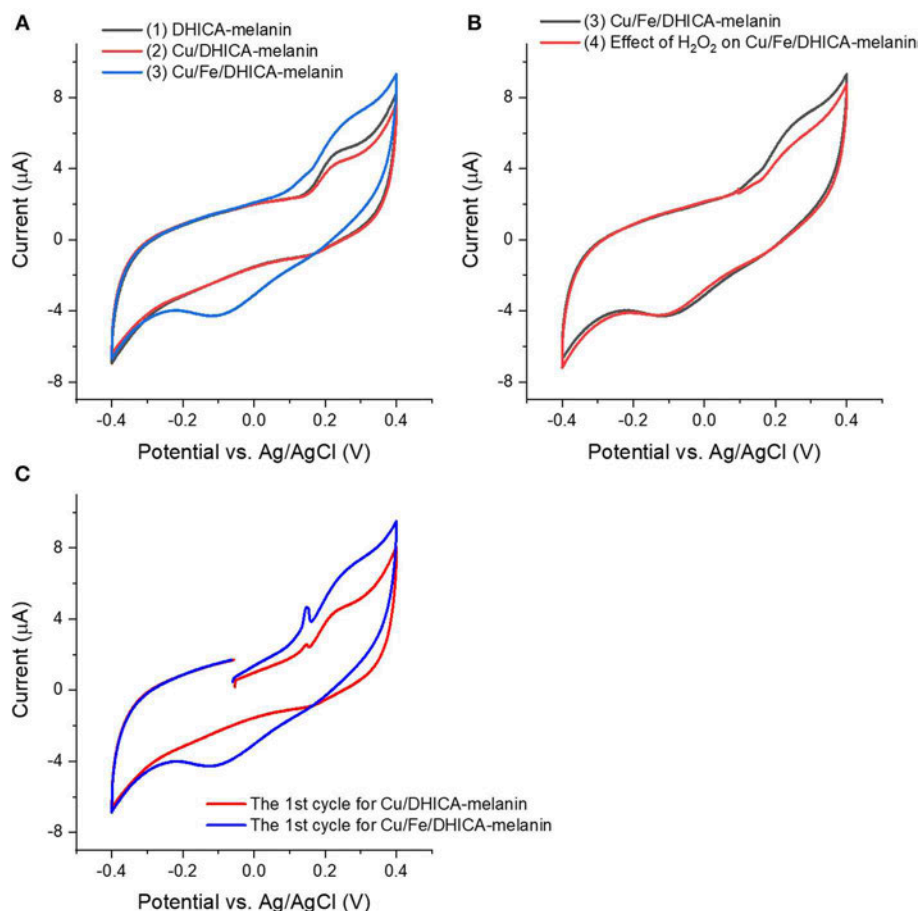 A
(1) DHICA-melanin
(2) Cu/DHICA-melanin
(3) Cu/Fe/DHICA-melanin
8
4
0
-4
-8
Current (µA)
-0.4 -0.2 0.0 0.2 0.4
Potential vs. Ag/AgCl (V)
B
(3) Cu/Fe/DHICA-melanin
(4) Effect of H₂O₂ on Cu/Fe/DHICA-melanin
8
4
0
-4
-8
Current (µA)
-0.4 -0.2 0.0 0.2 0.4
Potential vs. Ag/AgCl (V)
C
8
4
0
-4
-8
Current (µA)
The 1st cycle for Cu/DHICA-melanin
The 1st cycle for Cu/Fe/DHICA-melanin
-0.4 -0.2 0.0 0.2 0.4
Potential vs. Ag/AgCl (V)